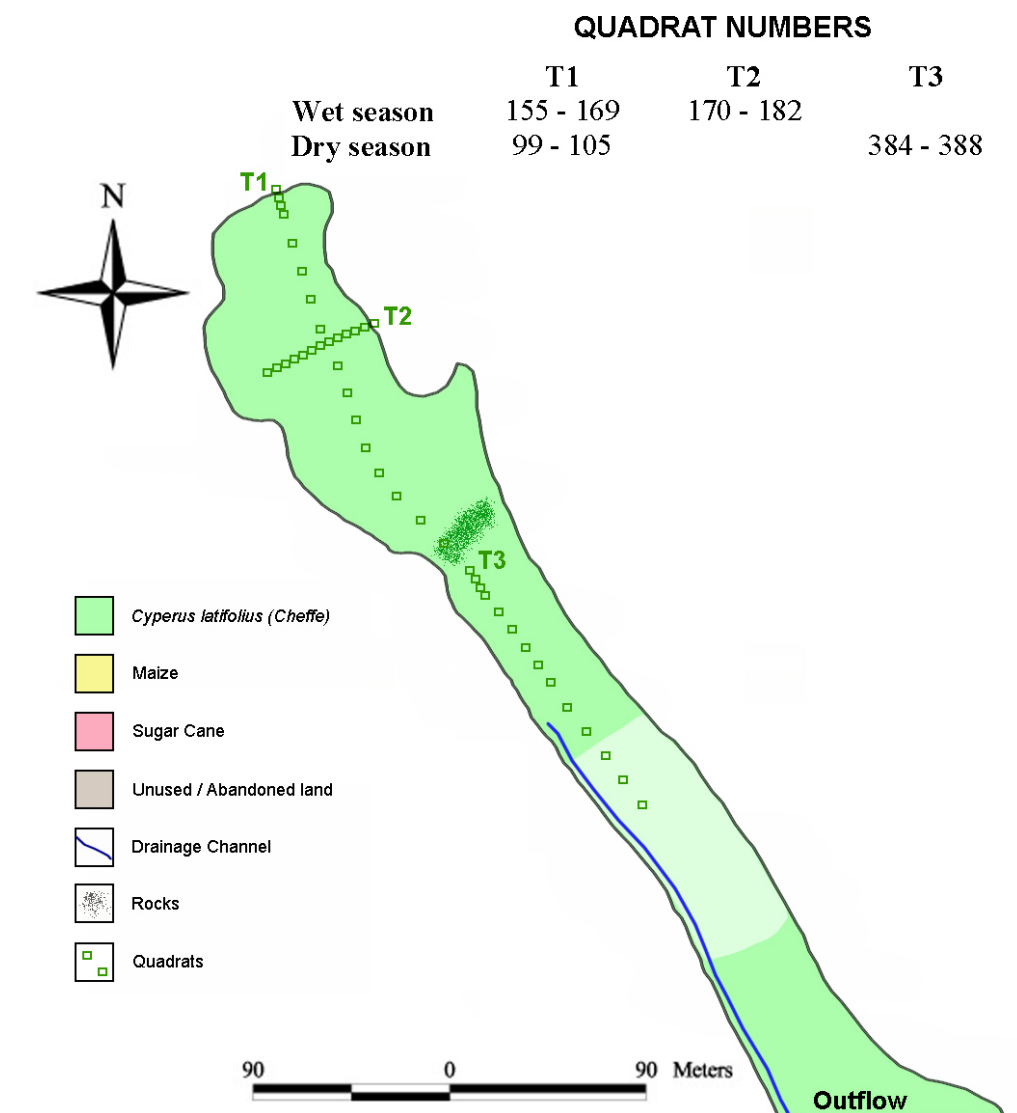 QUADRAT NUMBERS
T1 T2 T3
Wet season 155 - 169 170 - 182
Dry season 99 - 105 384 - 388
T1
N
T2
T3
Cyperus latifolius (Cheffe)
Maize
Sugar Cane
Unused / Abandoned land
Drainage Channel
Rocks
Quadrats
90 0 90 Meters
Outflow